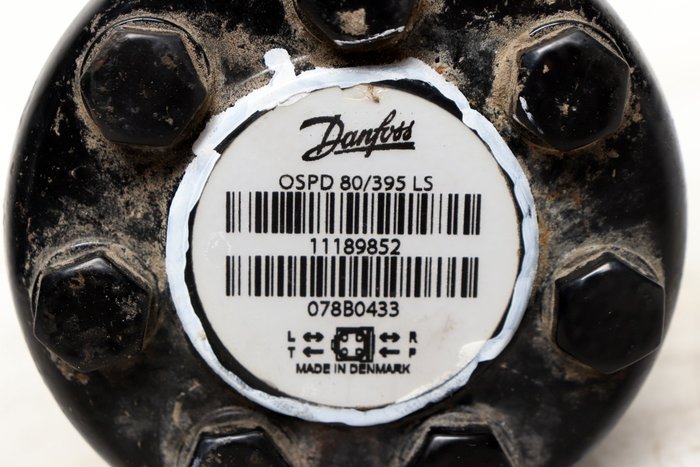 Danfoss
OSPD 80/395 LS
11189852
078B0433
L R
T P
MADE IN DENMARK